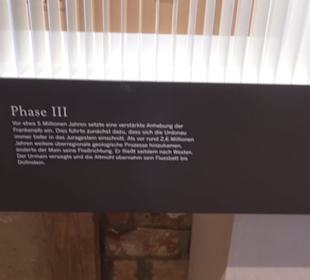 Phase III
Vor etwa 5 Millionen Jahren setzte eine verstärkte Anhebung der
Frankenalb ein. Dies führte zunächst dazu, dass sich die Urdonau
immer tiefer in das Juragestein einschnitt. Als vor rund 2,6 Millionen
Jahren weitere überregionale geologische Prozesse hinzukamen,
änderte der Main seine Fließrichtung. Er fließt seitdem nach Westen.
Der Urmain versiegte und die Altmühl übernahm sein Flussbett bis
Dollnstein.